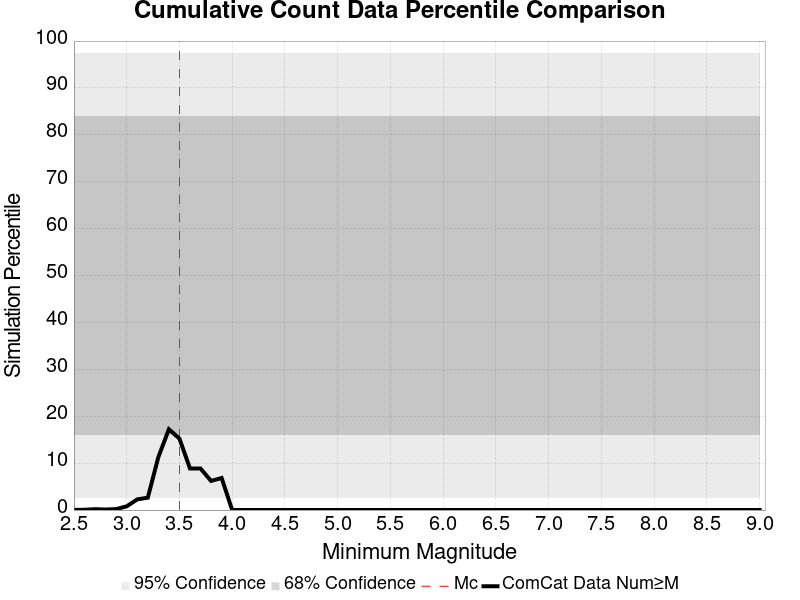 Cumulative Count Data Percentile Comparison
100
90
80
70
60
50
40
30
20
10
0
Simulation Percentile
2.5 3.0 3.5 4.0 4.5 5.0 5.5 6.0 6.5 7.0 7.5 8.0 8.5 9.0
Minimum Magnitude
95% Confidence 68% Confidence Mc ComCat Data Num≥M